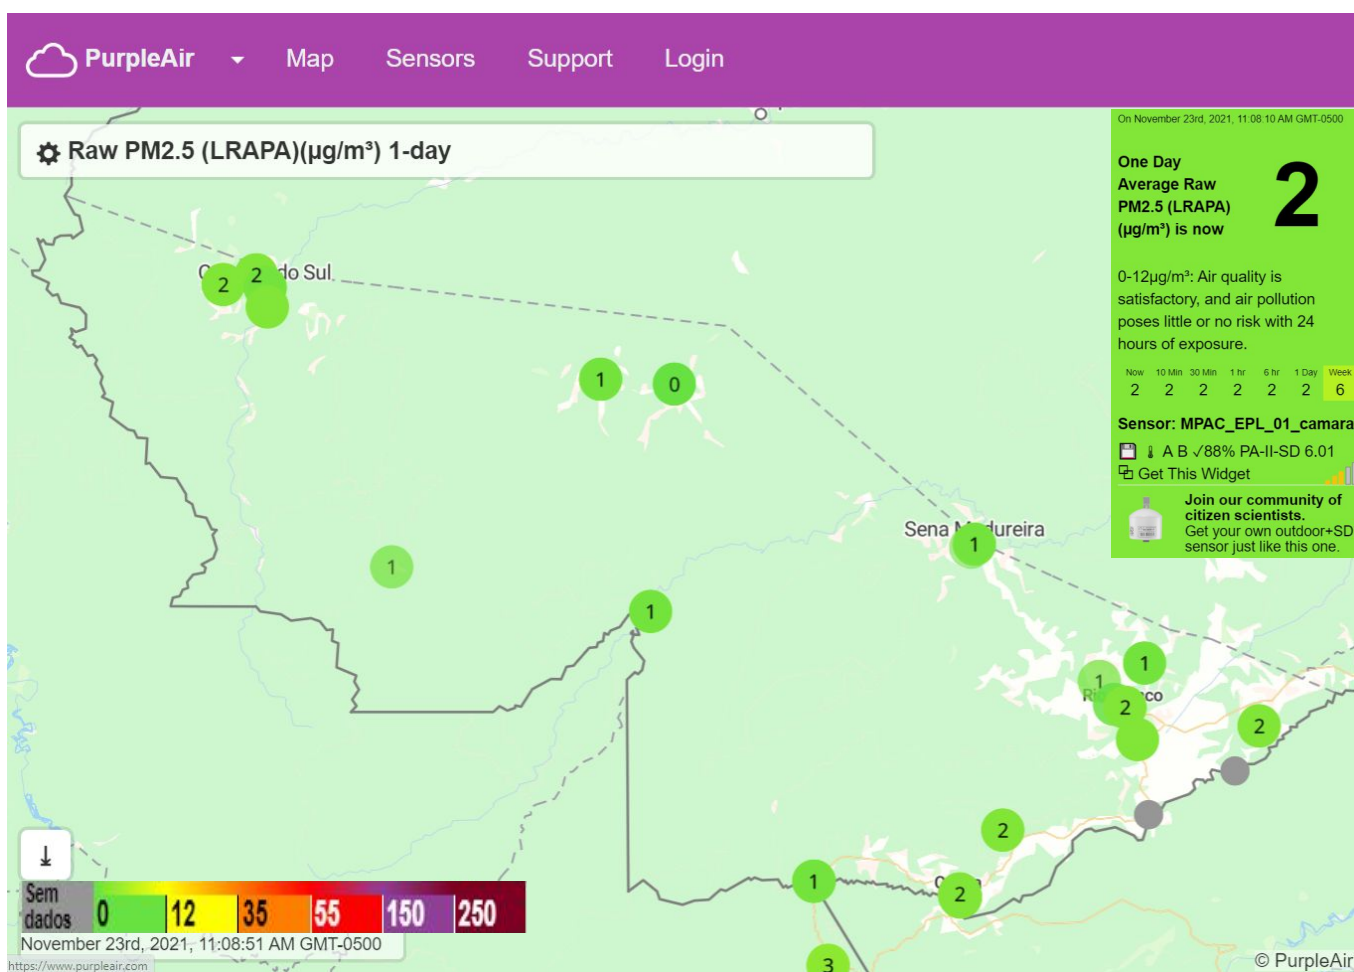 PurpleAir Map Sensors Support Login
Raw PM2.5 (LRAPA)(µg/m³) 1-day
On November 23rd, 2021, 11:08:10 AM GMT-0500
One Day
Average Raw
PM2.5 (LRAPA)
(µg/m³) is now
2
0-12µg/m³: Air quality is
satisfactory, and air pollution
poses little or no risk with 24
hours of exposure.
Now 10 Min 30 Min 1 hr 6 hr 1 Day Week
2 2 2 2 2 2 6
Sensor: MPAC_EPL_01_camara
A B ✓88% PA-II-SD 6.01
Get This Widget
Join our community of
citizen scientists.
Get your own outdoor+SD
sensor just like this one.
do Sul
2 2
1 0
Sena
1
1
1
1
1
2
2
2
1
2
3
Sem
dados 0 12 35 55 150 250
November 23rd, 2021, 11:08:51 AM GMT-0500
https://www.purpleair.com
© PurpleAir